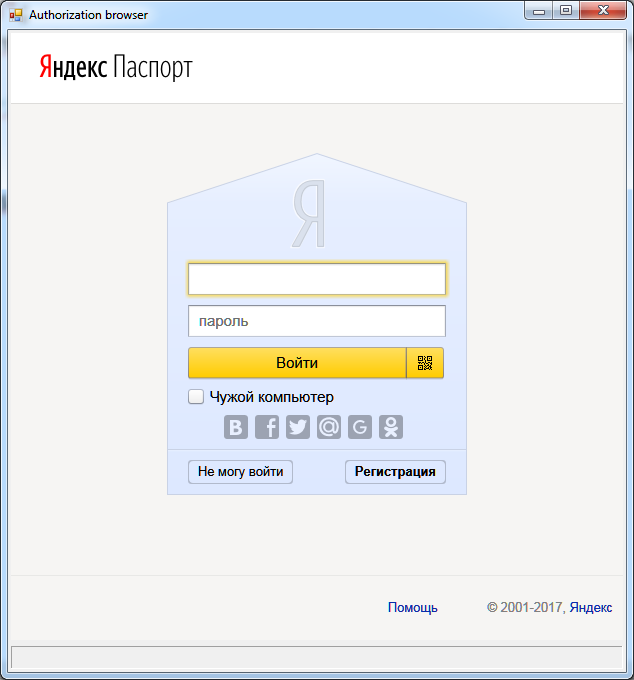 Authorization browser
Яндекс Паспорт
Я
пароль
Войти
Чужой компьютер
Не могу войти
Регистрация
Помощь
© 2001-2017, Яндекс